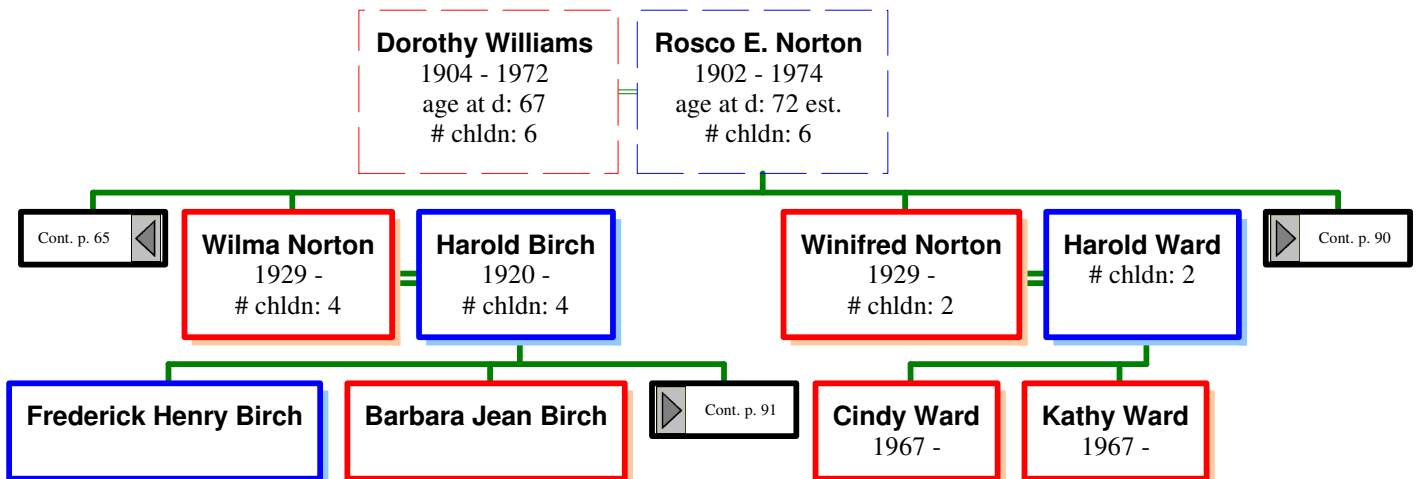 Dorothy Williams
1904 - 1972
age at d: 67
# chldn: 6
Rosco E. Norton
1902 - 1974
age at d: 72 est.
# chldn: 6
Cont. p. 65
Wilma Norton
1929 -
# chldn: 4
Harold Birch
1920 -
# chldn: 4
Winifred Norton
1929 -
# chldn: 2
Harold Ward
# chldn: 2
Cont. p. 90
Frederick Henry Birch
Barbara Jean Birch
Cont. p. 91
Cindy Ward
1967 -
Kathy Ward
1967 -